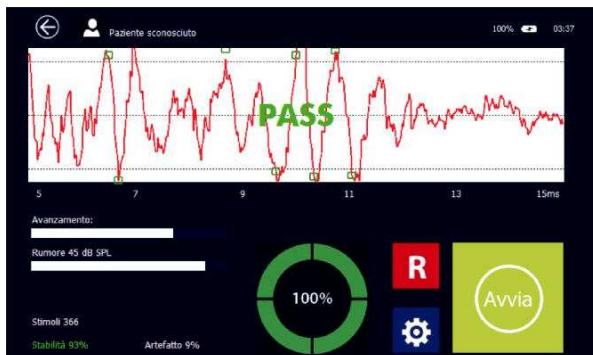 Paziente sconosciuto
100%
03:37
PASS
5 7 9 11 13 15ms
Avanzamento:
Rumore 45 dB SPL
100%
R
Avvia
Stimoli 366
Stabilità 93%
Artefatto 9%